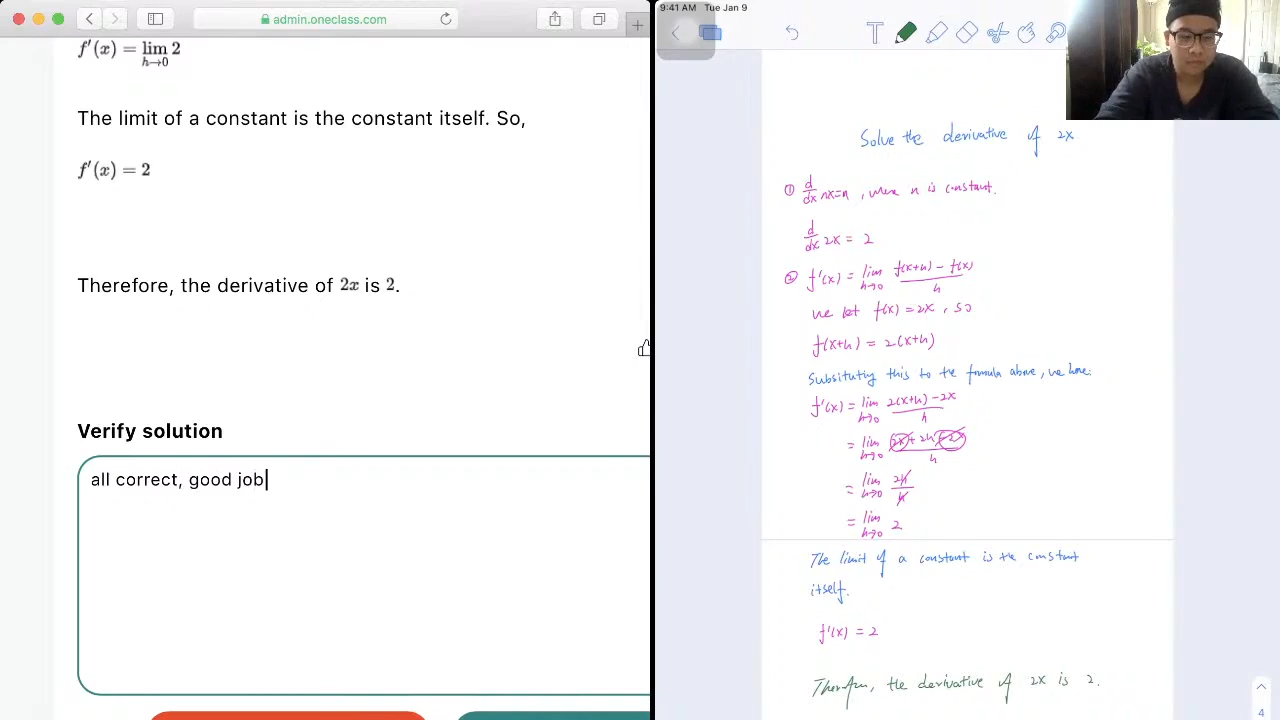 admin.oneclass.com
f′(x) = lim h→0 2
The limit of a constant is the constant itself. So,
f′(x) = 2
Therefore, the derivative of 2x is 2.
Verify solution
all correct, good job
9:41 AM Tue Jan 9
Solve the derivative of 2x
① d/dx nx=n, where n is constant.
d/dx 2x = 2
② f'(x) = lim h→0 f(x+h) - f(x) / h
we let f(x) = 2x, so
f(x+h) = 2(x+h)
Subsituting this to the formula above, we have:
f'(x) = lim h→0 2(x+h) - 2x / h
= lim h→0 2x + 2h - 2x / h
= lim h→0 2h / h
= lim h→0 2
The limit of a constant is the constant
itself.
f'(x) = 2
Therefore, the derivative of 2x is 2.
4